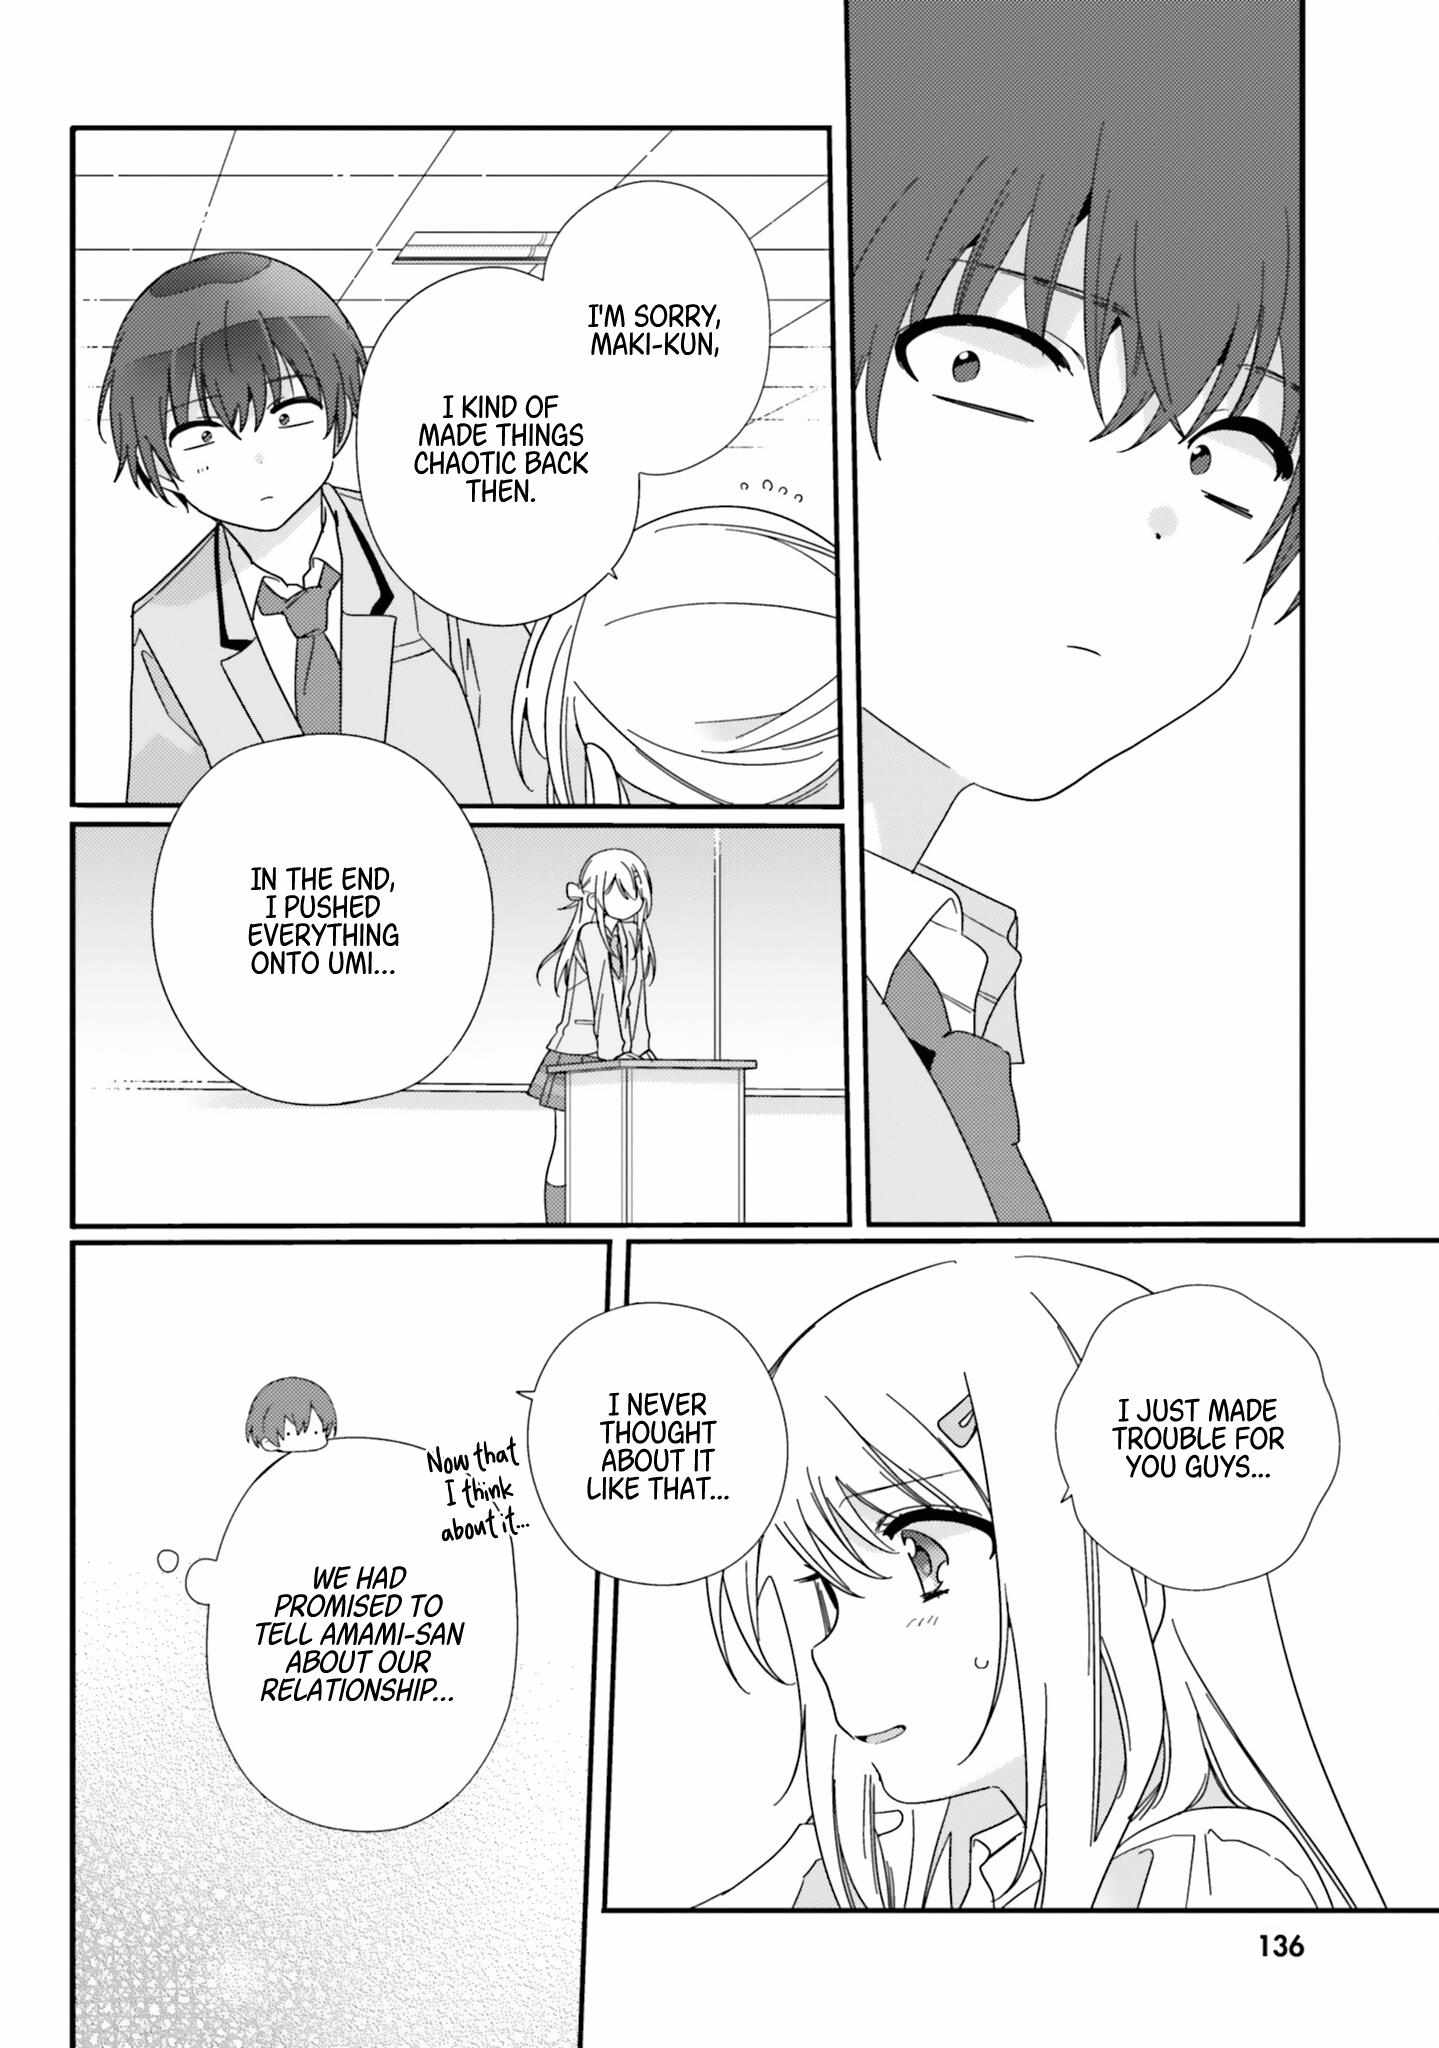 I'M SORRY,
MAKI-KUN,
I KIND OF
MADE THINGS
CHAOTIC BACK
THEN.
IN THE END,
I PUSHED
EVERYTHING
ONTO UMI...
I JUST MADE
TROUBLE FOR
YOU GUYS...
I NEVER
THOUGHT
ABOUT IT
LIKE THAT...
Now that
I think
about it...
WE HAD
PROMISED TO
TELL AMAMI-SAN
ABOUT OUR
RELATIONSHIP...
136